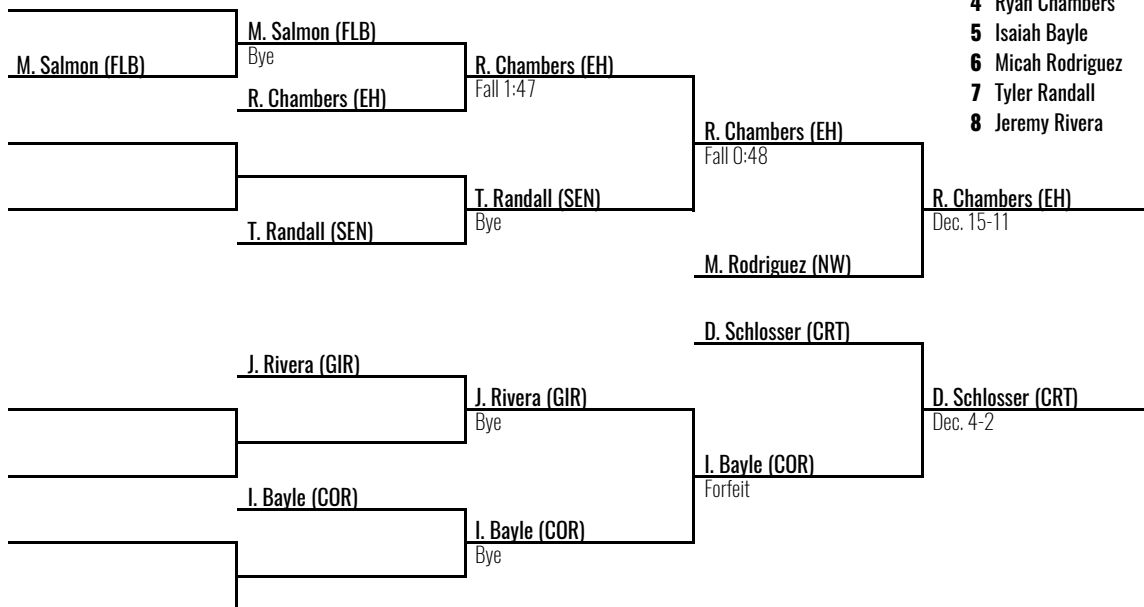 4 Ryan Chambers
5 Isaiah Bayle
6 Micah Rodriguez
7 Tyler Randall
8 Jeremy Rivera
M. Salmon (FLB)
M. Salmon (FLB)
Bye
R. Chambers (EH)
R. Chambers (EH)
Fall 1:47
T. Randall (SEN)
T. Randall (SEN)
Bye
R. Chambers (EH)
Fall 0:48
M. Rodriguez (NW)
R. Chambers (EH)
Dec. 15-11
D. Schlosser (CRT)
J. Rivera (GIR)
J. Rivera (GIR)
Bye
D. Schlosser (CRT)
Dec. 4-2
I. Bayle (COR)
Forfeit
I. Bayle (COR)
I. Bayle (COR)
Bye